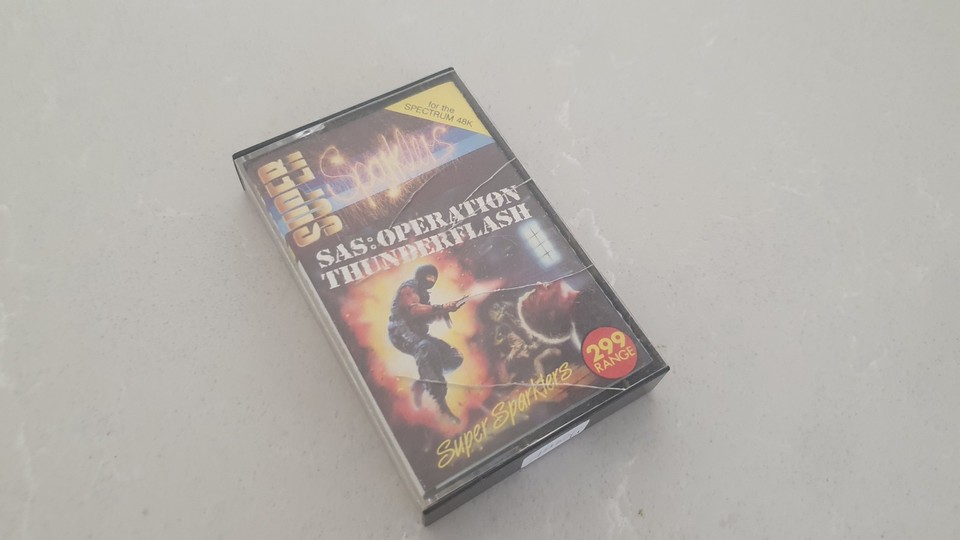 for the
SPECTRUM 48K
SUPER
Sparklers
SAS:OPERATION
THUNDERFLASH
299
RANGE
Super Sparklers